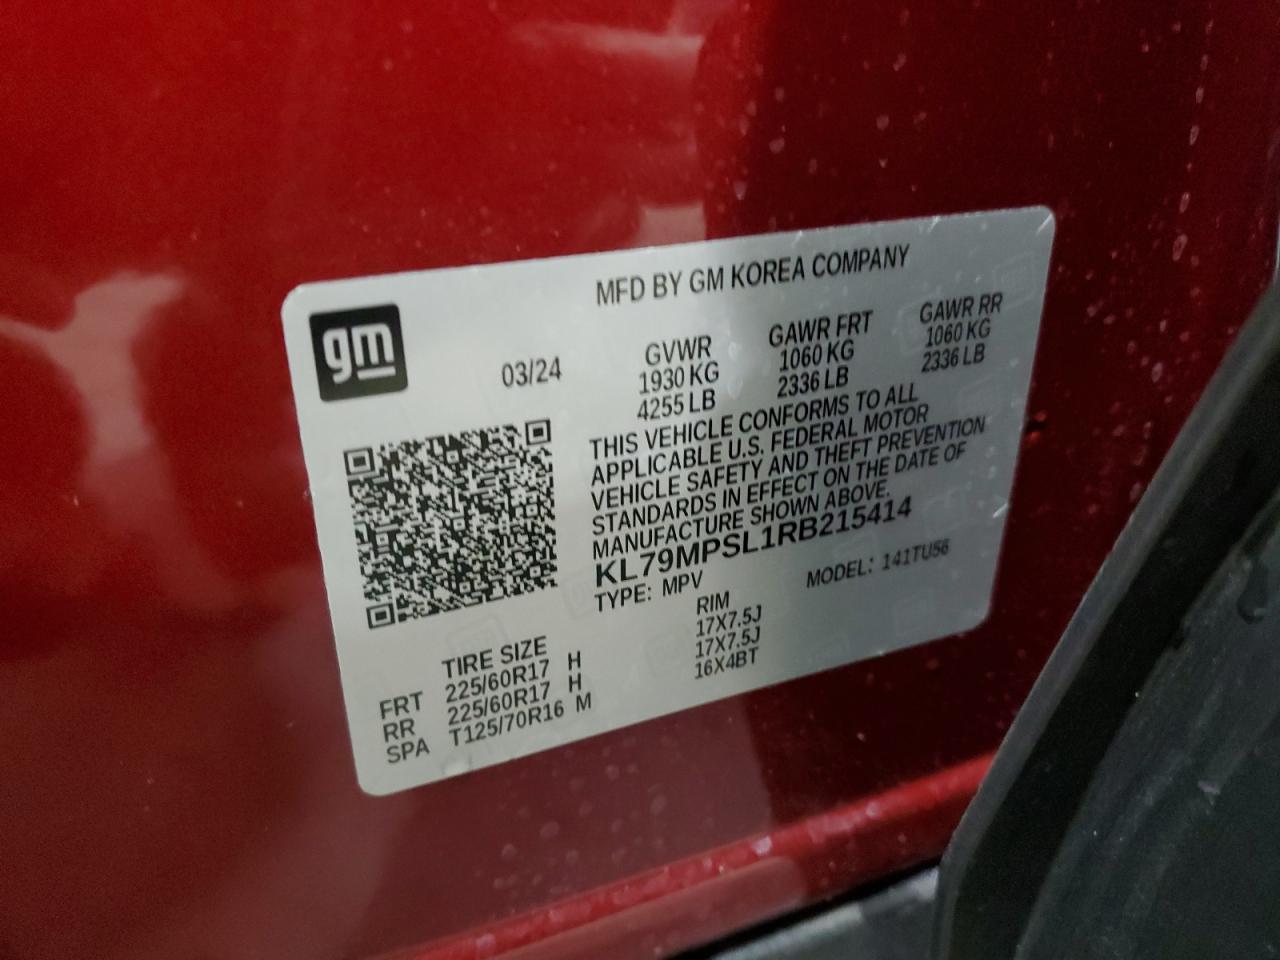 gm
MFD BY GM KOREA COMPANY
03/24
GVWR GAWR FRT GAWR RR
1930 KG 1060 KG 1060 KG
4255 LB 2336 LB 2336 LB
THIS VEHICLE CONFORMS TO ALL
APPLICABLE U.S. FEDERAL MOTOR
VEHICLE SAFETY AND THEFT PREVENTION
STANDARDS IN EFFECT ON THE DATE OF
MANUFACTURE SHOWN ABOVE.
KL79MPSL1RB215414
TYPE: MPV MODEL: 141TU56
TIRE SIZE RIM
FRT 225/60R17 H 17X7.5J
RR 225/60R17 H 17X7.5J
SPA T125/70R16 M 16X4BT